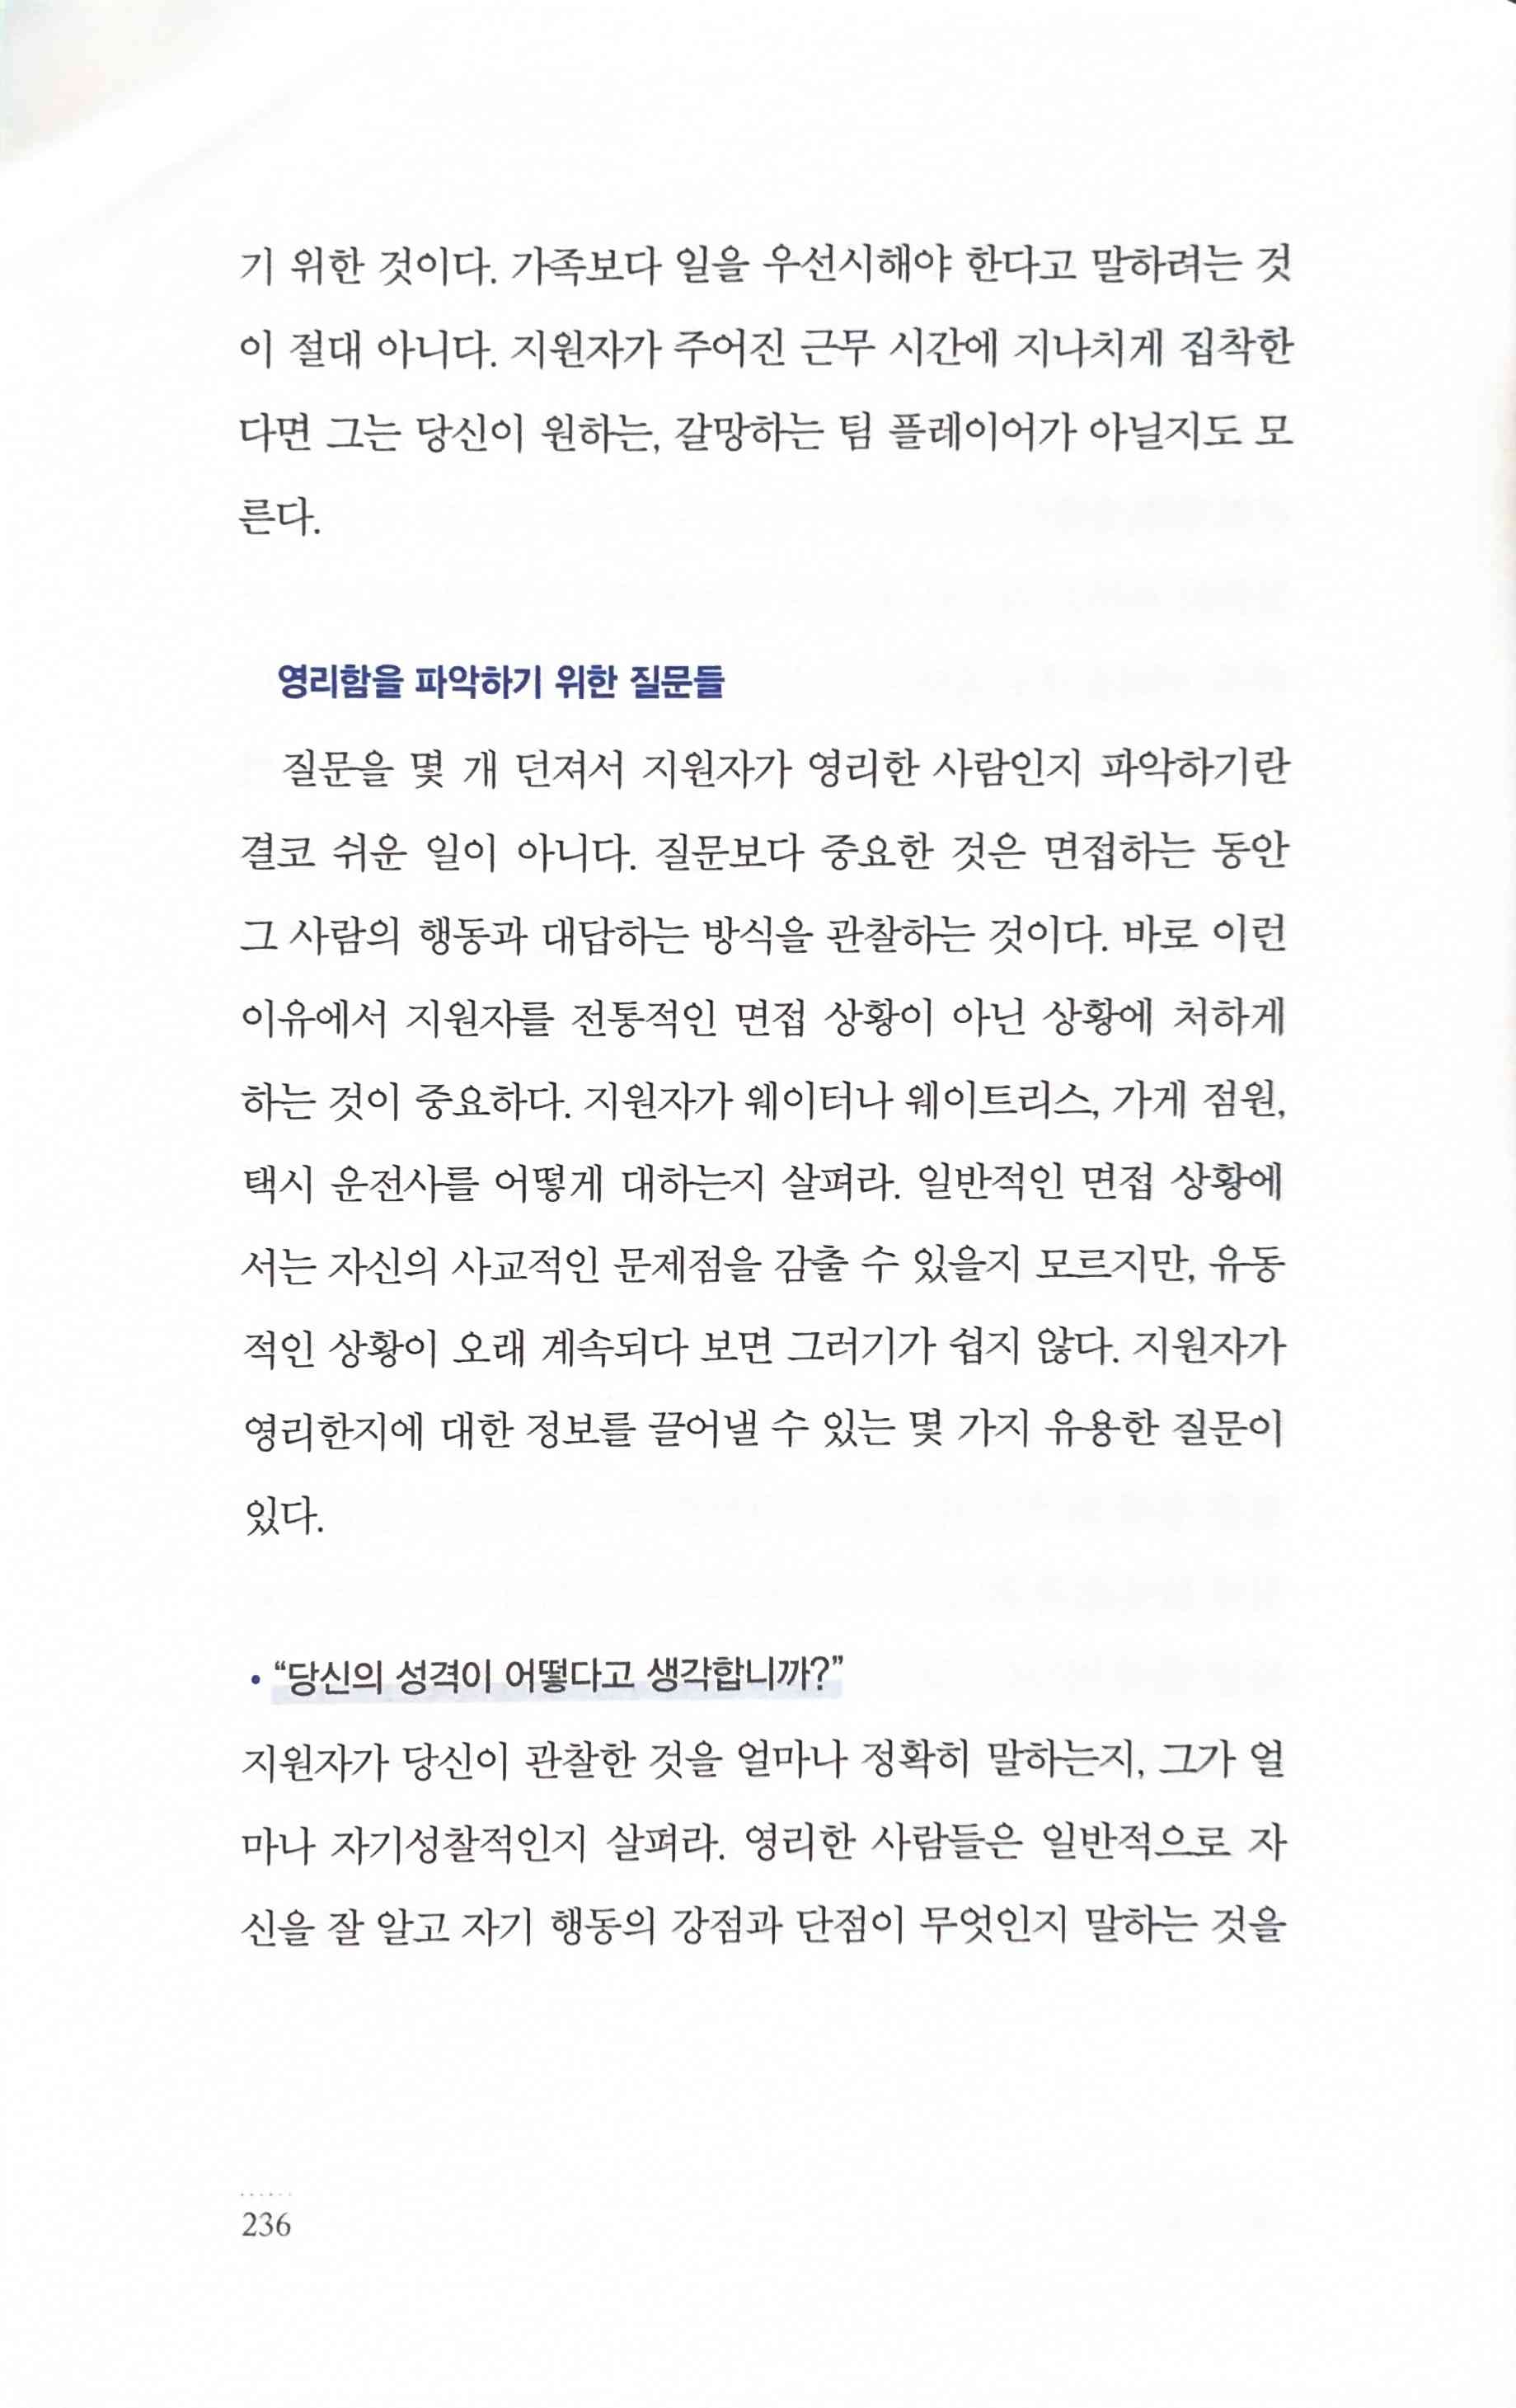 기 위한 것이다. 가족보다 일을 우선시해야 한다고 말하려는 것
이 절대 아니다. 지원자가 주어진 근무 시간에 지나치게 집착한
다면 그는 당신이 원하는, 갈망하는 팀 플레이어가 아닐지도 모
른다.
영리함을 파악하기 위한 질문들
질문을 몇 개 던져서 지원자가 영리한 사람인지 파악하기란
결코 쉬운 일이 아니다. 질문보다 중요한 것은 면접하는 동안
그 사람의 행동과 대답하는 방식을 관찰하는 것이다. 바로 이런
이유에서 지원자를 전통적인 면접 상황이 아닌 상황에 처하게
하는 것이 중요하다. 지원자가 웨이터나 웨이트리스, 가게 점원,
택시 운전사를 어떻게 대하는지 살펴라. 일반적인 면접 상황에
서는 자신의 사교적인 문제점을 감출 수 있을지 모르지만, 유동
적인 상황이 오래 계속되다 보면 그러기가 쉽지 않다. 지원자가
영리한지에 대한 정보를 끌어낼 수 있는 몇 가지 유용한 질문이
있다.
• “당신의 성격이 어떻다고 생각합니까?”
지원자가 당신이 관찰한 것을 얼마나 정확히 말하는지, 그가 얼
마나 자기성찰적인지 살펴라. 영리한 사람들은 일반적으로 자
신을 잘 알고 자기 행동의 강점과 단점이 무엇인지 말하는 것을
236